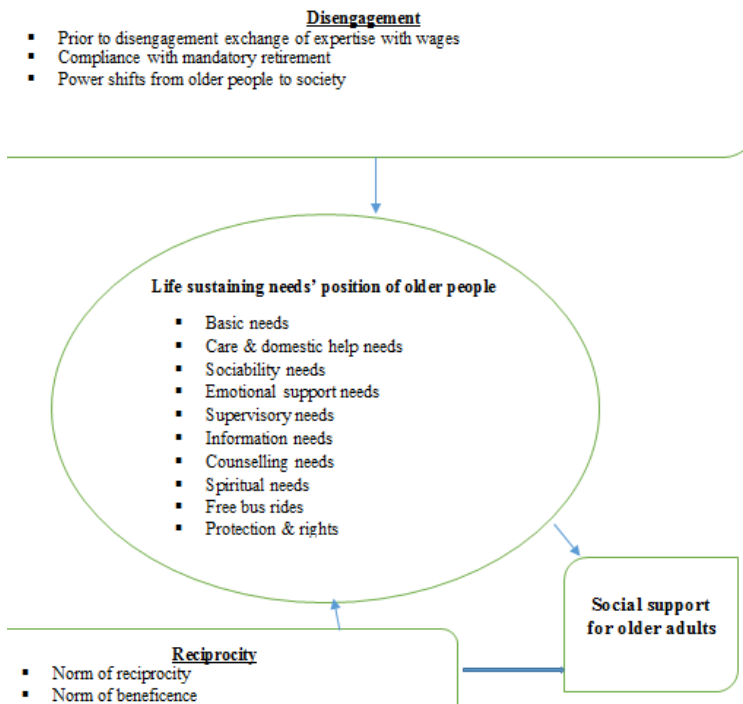 Disengagement
▪ Prior to disengagement exchange of expertise with wages
▪ Compliance with mandatory retirement
▪ Power shifts from older people to society
Life sustaining needs’ position of older people
▪ Basic needs
▪ Care & domestic help needs
▪ Sociability needs
▪ Emotional support needs
▪ Supervisory needs
▪ Information needs
▪ Counselling needs
▪ Spiritual needs
▪ Free bus rides
▪ Protection & rights
Social support
for older adults
Reciprocity
▪ Norm of reciprocity
▪ Norm of beneficence